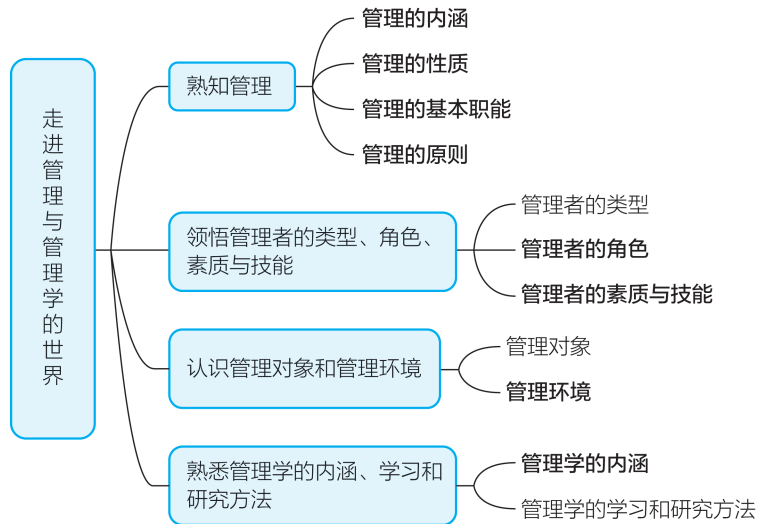 走进管理与管理学的世界
熟知管理
管理的内涵
管理的性质
管理的基本职能
管理的原则
领悟管理者的类型、角色、
素质与技能
管理者的类型
管理者的角色
管理者的素质与技能
认识管理对象和管理环境
管理对象
管理环境
熟悉管理学的内涵、学习和
研究方法
管理学的内涵
管理学的学习和研究方法